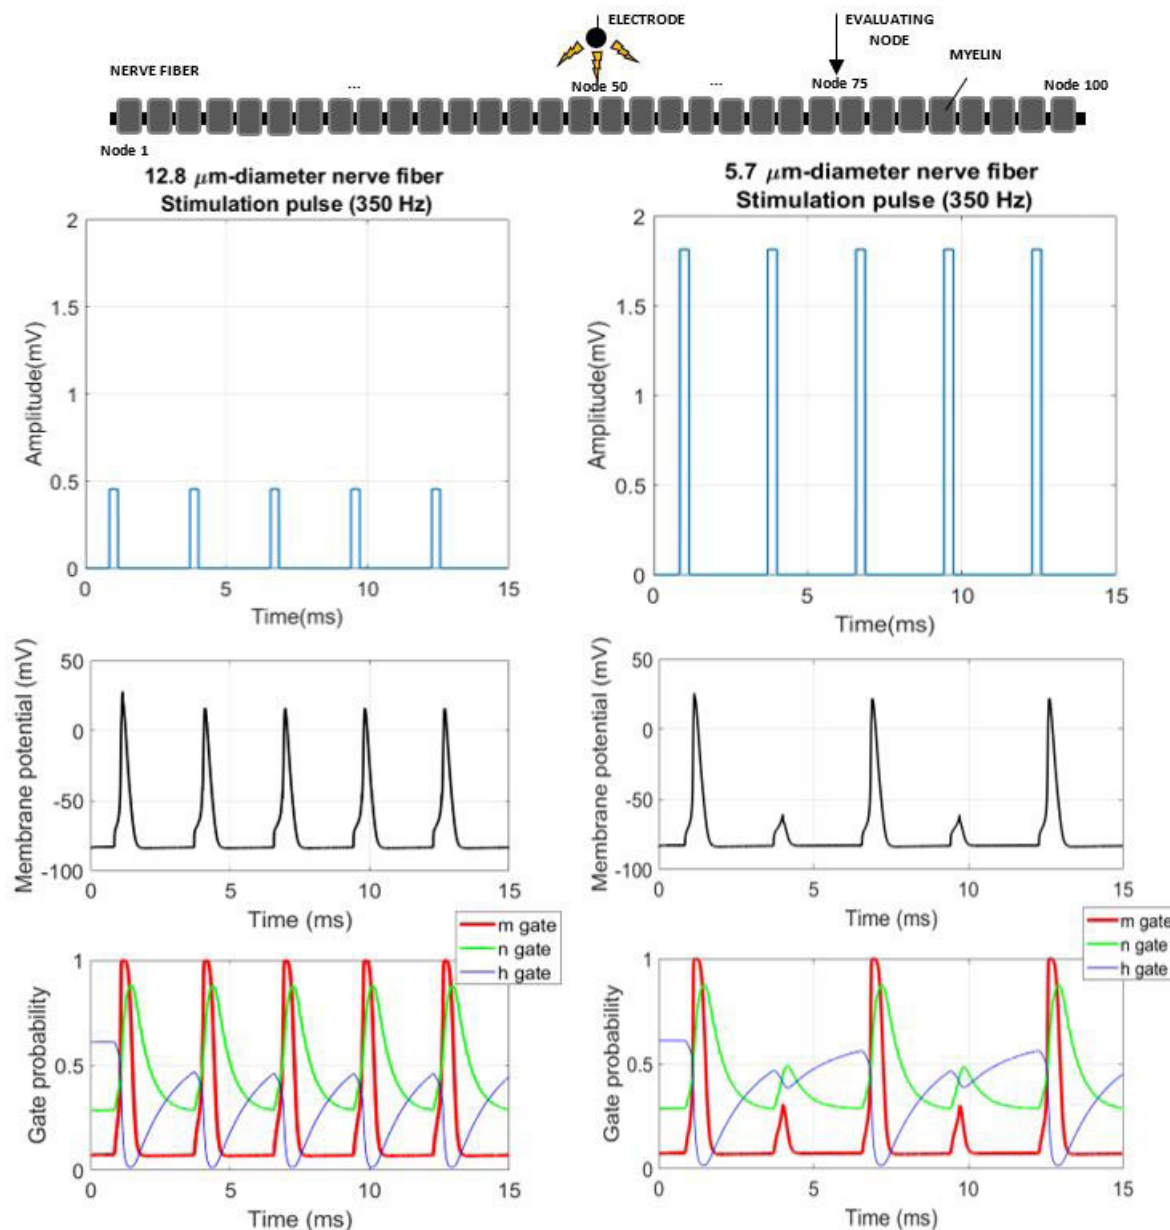 ELECTRODE
EVALUATING
NODE
MYELIN
NERVE FIBER
...
Node 50
...
Node 75
Node 100
Node 1
12.8 μm-diameter nerve fiber
Stimulation pulse (350 Hz)
2
1.5
1
0.5
0
Amplitude(mV)
0 5 10 15
Time(ms)
5.7 μm-diameter nerve fiber
Stimulation pulse (350 Hz)
2
1.5
1
0.5
0
Amplitude(mV)
0 5 10 15
Time(ms)
50
0
-50
-100
Membrane potential (mV)
0 5 10 15
Time (ms)
50
0
-50
-100
Membrane potential (mV)
0 5 10 15
Time (ms)
m gate
n gate
h gate
1
0.5
0
Gate probability
0 5 10 15
Time (ms)
m gate
n gate
h gate
1
0.5
0
Gate probability
0 5 10 15
Time (ms)